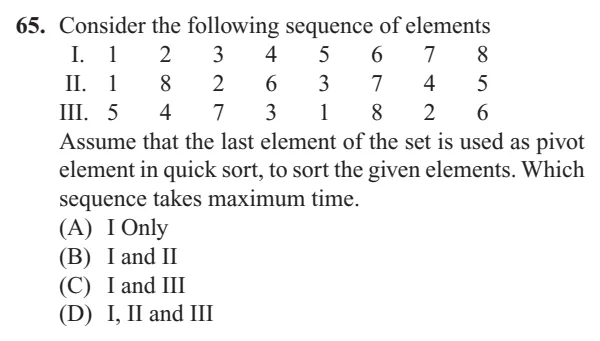 65. Consider the following sequence of elements
I. 1 2 3 4 5 6 7 8
II. 1 8 2 6 3 7 4 5
III. 5 4 7 3 1 8 2 6
Assume that the last element of the set is used as pivot
element in quick sort, to sort the given elements. Which
sequence takes maximum time.
(A) I Only
(B) I and II
(C) I and III
(D) I, II and III